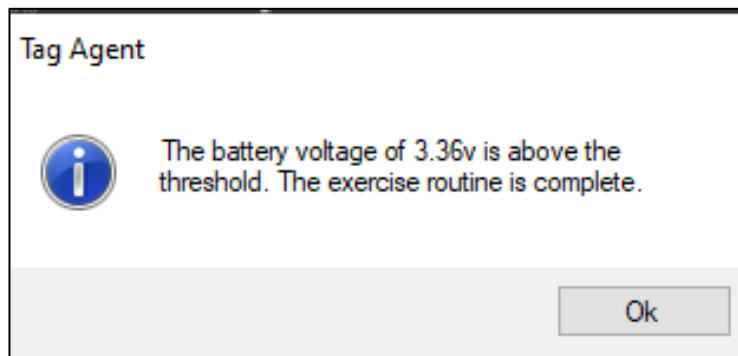 Tag Agent
The battery voltage of 3.36v is above the
threshold. The exercise routine is complete.
Ok